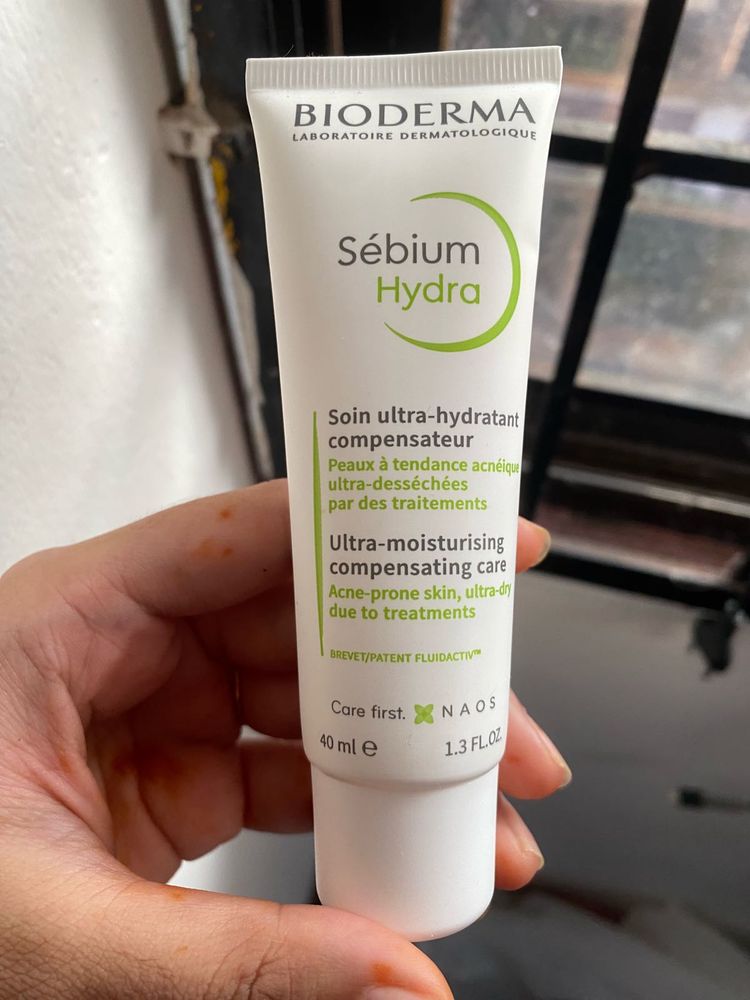 BIODERMA
LABORATOIRE DERMATOLOGIQUE
Sébium
Hydra
Soin ultra-hydratant
compensateur
Peaux à tendance acnéique
ultra-desséchées
par des traitements
Ultra-moisturising
compensating care
Acne-prone skin, ultra-dry
due to treatments
BREVET/PATENT FLUIDACTIV™
Care first. NAOS
40 ml ℮ 1.3 FL.OZ.